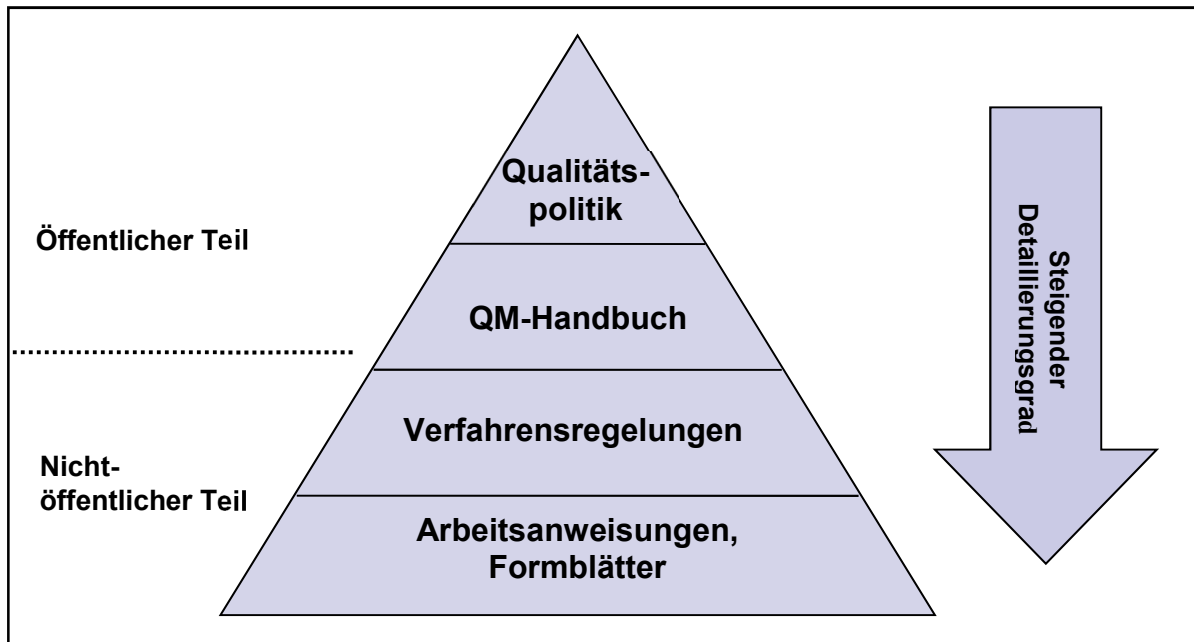 Qualitäts-
politik
Öffentlicher Teil
QM-Handbuch
Verfahrensregelungen
Nicht-
öffentlicher Teil
Arbeitsanweisungen,
Formblätter
Steigender
Detaillierungsgrad